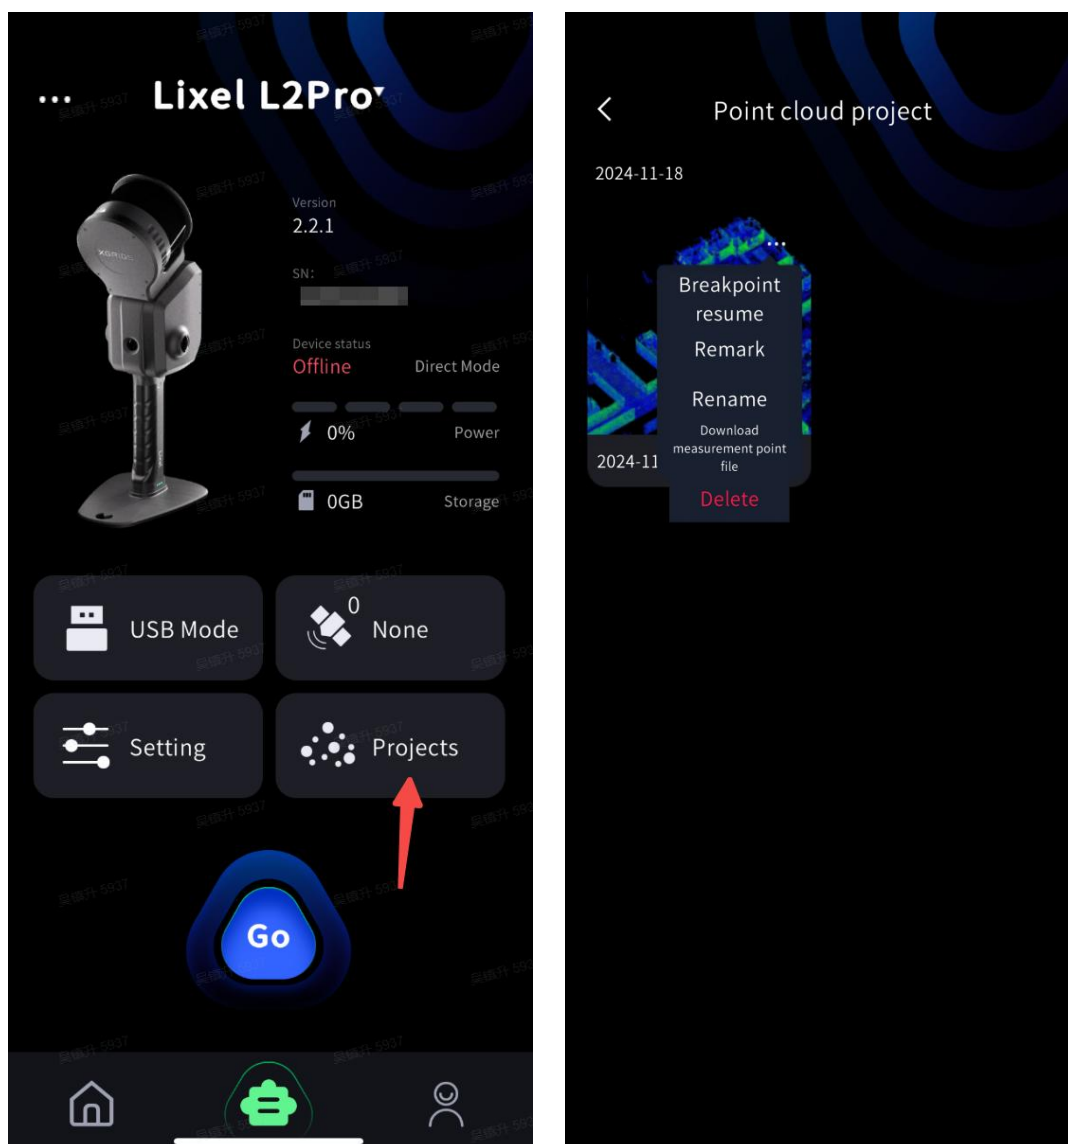 ...
Lixel L2Pro
XGRIDS
Version
2.2.1
SN:
Device status
Offline
Direct Mode
0%
Power
0GB
Storage
USB Mode
0
None
Setting
Projects
Go
Point cloud project
2024-11-18
...
Breakpoint
resume
Remark
Rename
Download
measurement point
file
Delete
2024-11